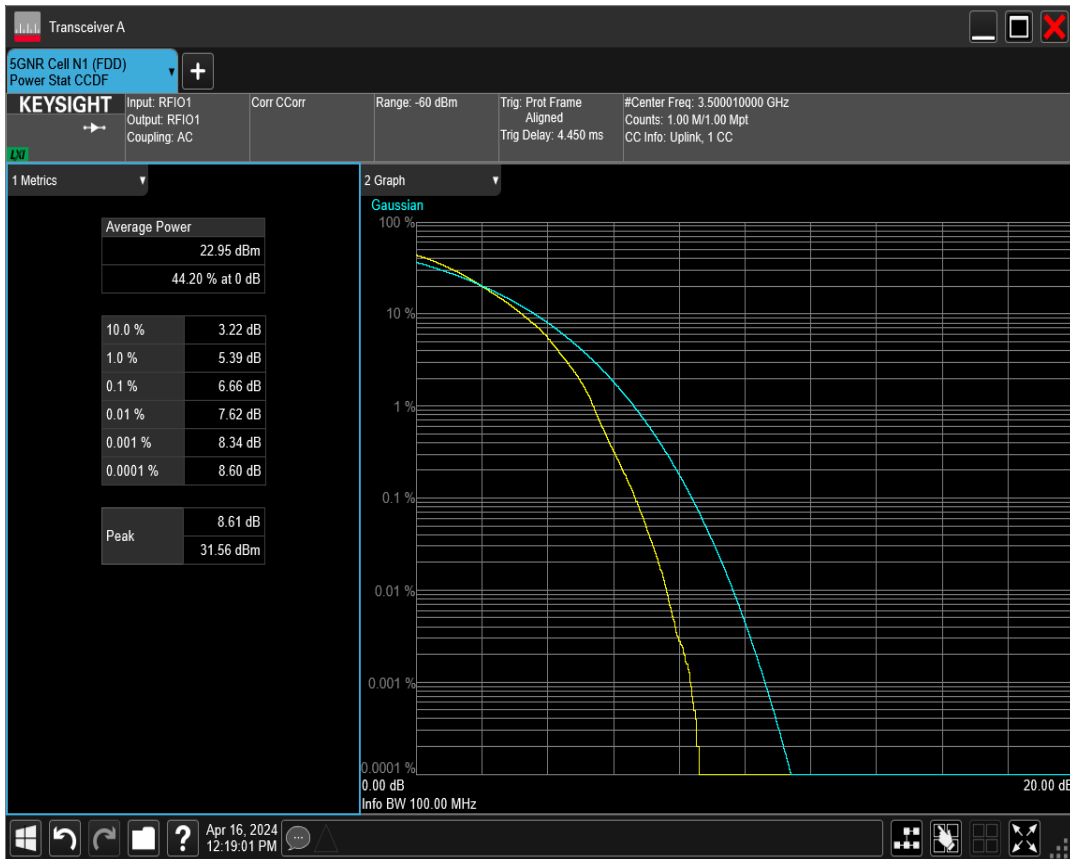 Transceiver A
5GNR Cell N1 (FDD)
Power Stat CCDF
+
KEYSIGHT
LXI
Input: RFIO1
Output: RFIO1
Coupling: AC
Corr CCorr
Range: -60 dBm
Trig: Prot Frame
Aligned
Trig Delay: 4.450 ms
#Center Freq: 3.500010000 GHz
Counts: 1.00 M/1.00 Mpt
CC Info: Uplink, 1 CC
1 Metrics
Average Power
22.95 dBm
44.20 % at 0 dB
10.0 % 3.22 dB
1.0 % 5.39 dB
0.1 % 6.66 dB
0.01 % 7.62 dB
0.001 % 8.34 dB
0.0001 % 8.60 dB
Peak 8.61 dB
31.56 dBm
2 Graph
Gaussian
100 %
10 %
1 %
0.1 %
0.01 %
0.001 %
0.0001 %
0.00 dB 20.00 dB
Info BW 100.00 MHz
?
Apr 16, 2024
12:19:01 PM